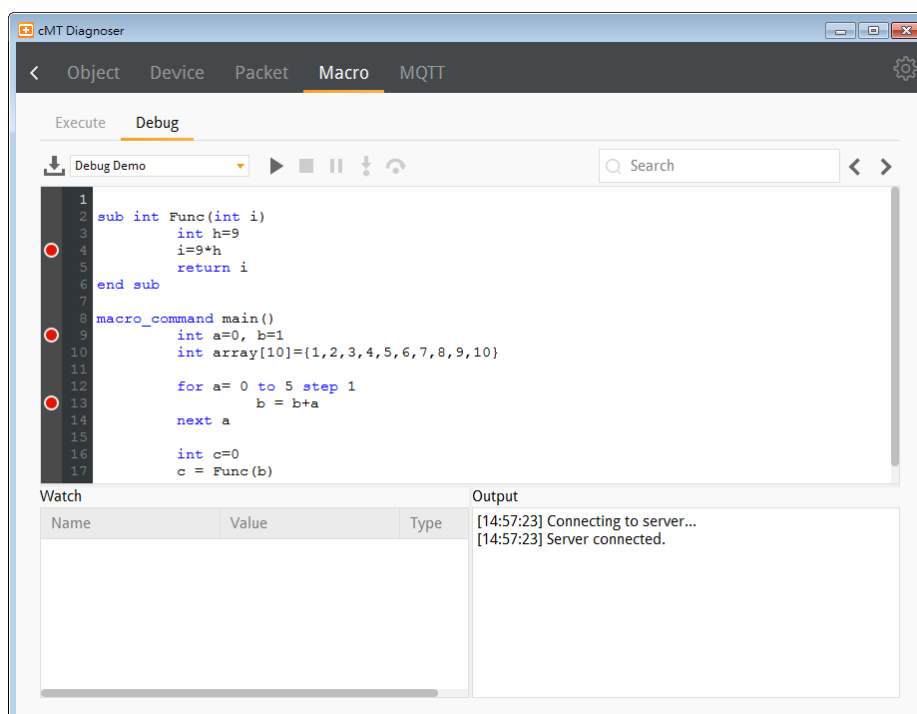 cMT Diagnoser
Object Device Packet Macro MQTT
Execute Debug
Debug Demo Search
1
2 sub int Func(int i)
3 int h=9
4 i=9*h
5 return i
6 end sub
7
8 macro_command main()
9 int a=0, b=1
10 int array[10]={1,2,3,4,5,6,7,8,9,10}
11
12 for a= 0 to 5 step 1
13 b = b+a
14 next a
15
16 int c=0
17 c = Func(b)
Watch Output
Name Value Type
[14:57:23] Connecting to server...
[14:57:23] Server connected.